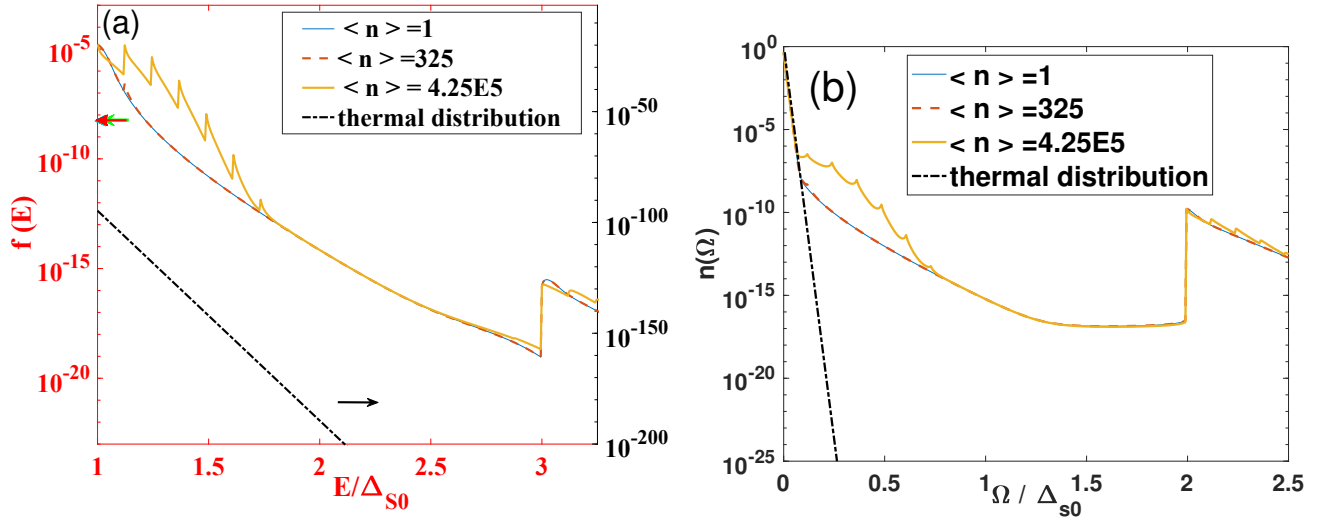 (a)
< n > =1
< n > =325
< n > = 4.25E5
thermal distribution
10^-5
10^-10
10^-15
10^-20
f (E)
10^-50
10^-100
10^-150
10^-200
1 1.5 2 2.5 3
E/Δ_S0
(b)
< n > =1
< n > =325
< n > =4.25E5
thermal distribution
10^0
10^-5
10^-10
10^-15
10^-20
10^-25
n(Ω)
0 0.5 1 1.5 2 2.5
Ω / Δ_s0